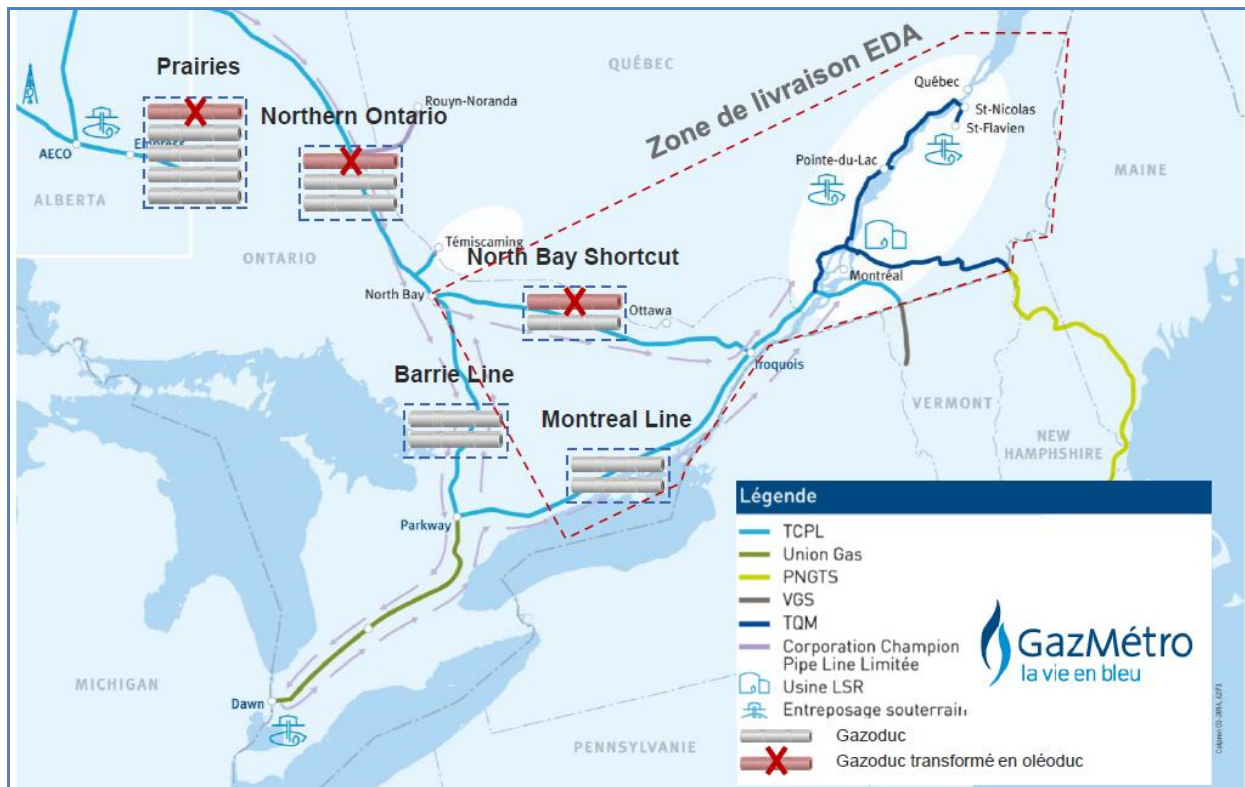 Prairies
Northern Ontario
QUÉBEC
Zone de livraison EDA
Rouyn-Noranda
Québec
St-Nicolas
St-Flavien
AECO
Empress
Pointe-du-Lac
MAINE
ALBERTA
Témiscaming
ONTARIO
North Bay Shortcut
Montréal
North Bay
Ottawa
Iroquois
Barrie Line
Montreal Line
VERMONT
NEW
HAMPHSHIRE
Parkway
MICHIGAN
Dawn
PENNSYLVANIE
Légende
TCPL
Union Gas
PNGTS
VGS
TQM
Corporation Champion
Pipe Line Limitée
Usine LSR
Entreposage souterrain
Gazoduc
Gazoduc transformé en oléoduc
GazMétro
la vie en bleu